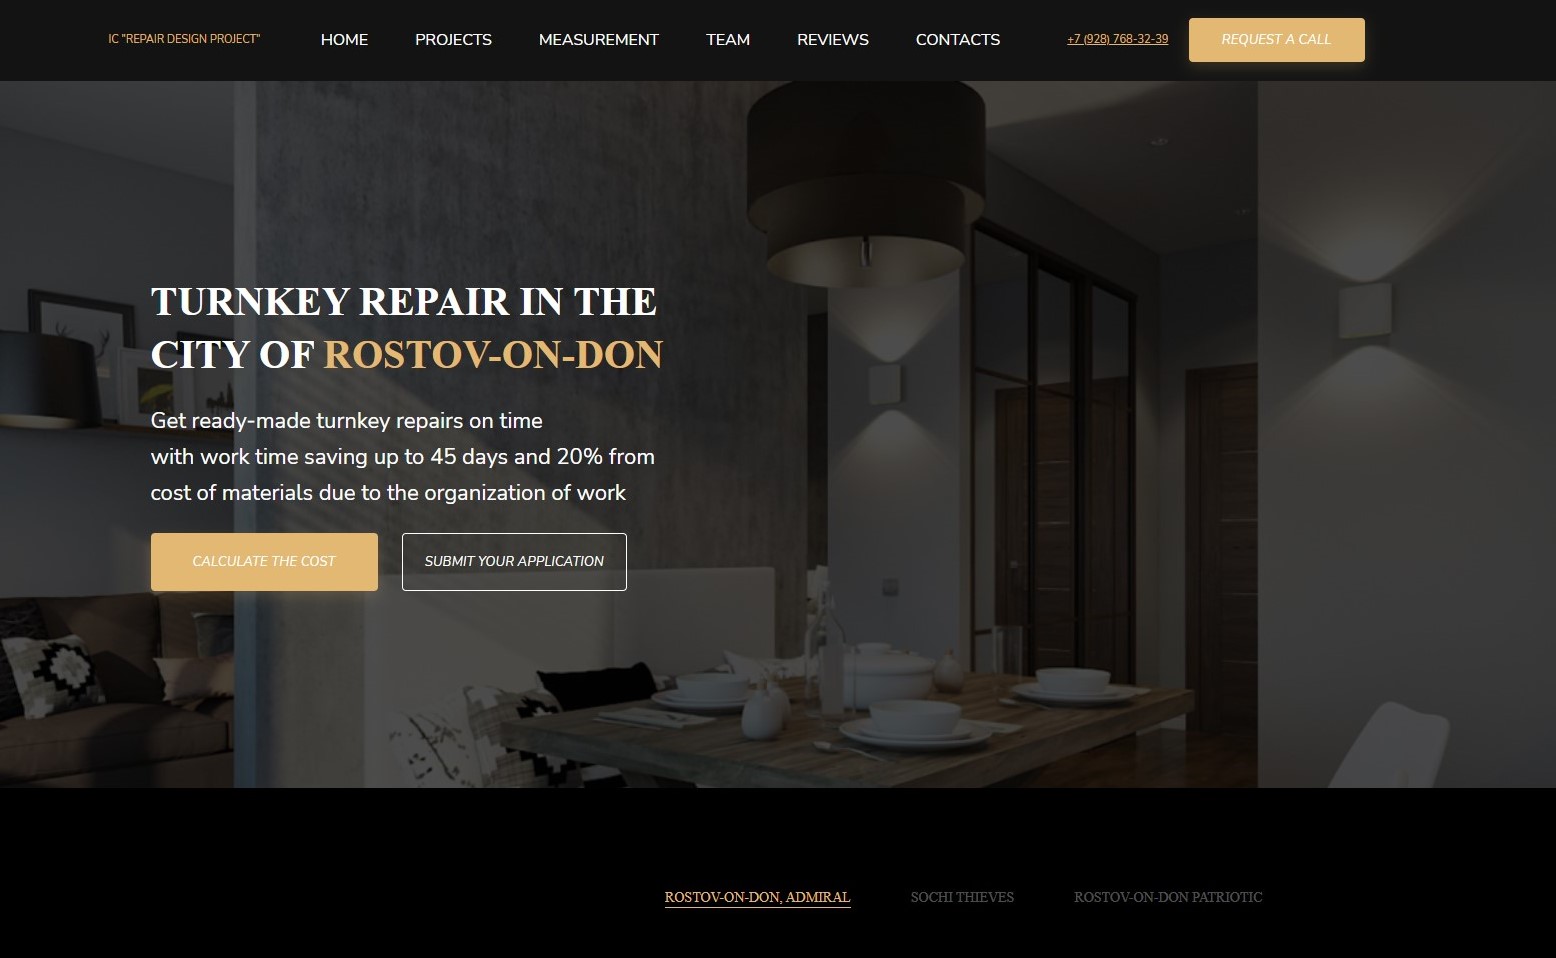 IC "REPAIR DESIGN PROJECT"
HOME
PROJECTS
MEASUREMENT
TEAM
REVIEWS
CONTACTS
+7 (928) 768-32-39
REQUEST A CALL
TURNKEY REPAIR IN THE
CITY OF ROSTOV-ON-DON
Get ready-made turnkey repairs on time
with work time saving up to 45 days and 20% from
cost of materials due to the organization of work
CALCULATE THE COST
SUBMIT YOUR APPLICATION
ROSTOV-ON-DON, ADMIRAL
SOCHI THIEVES
ROSTOV-ON-DON PATRIOTIC